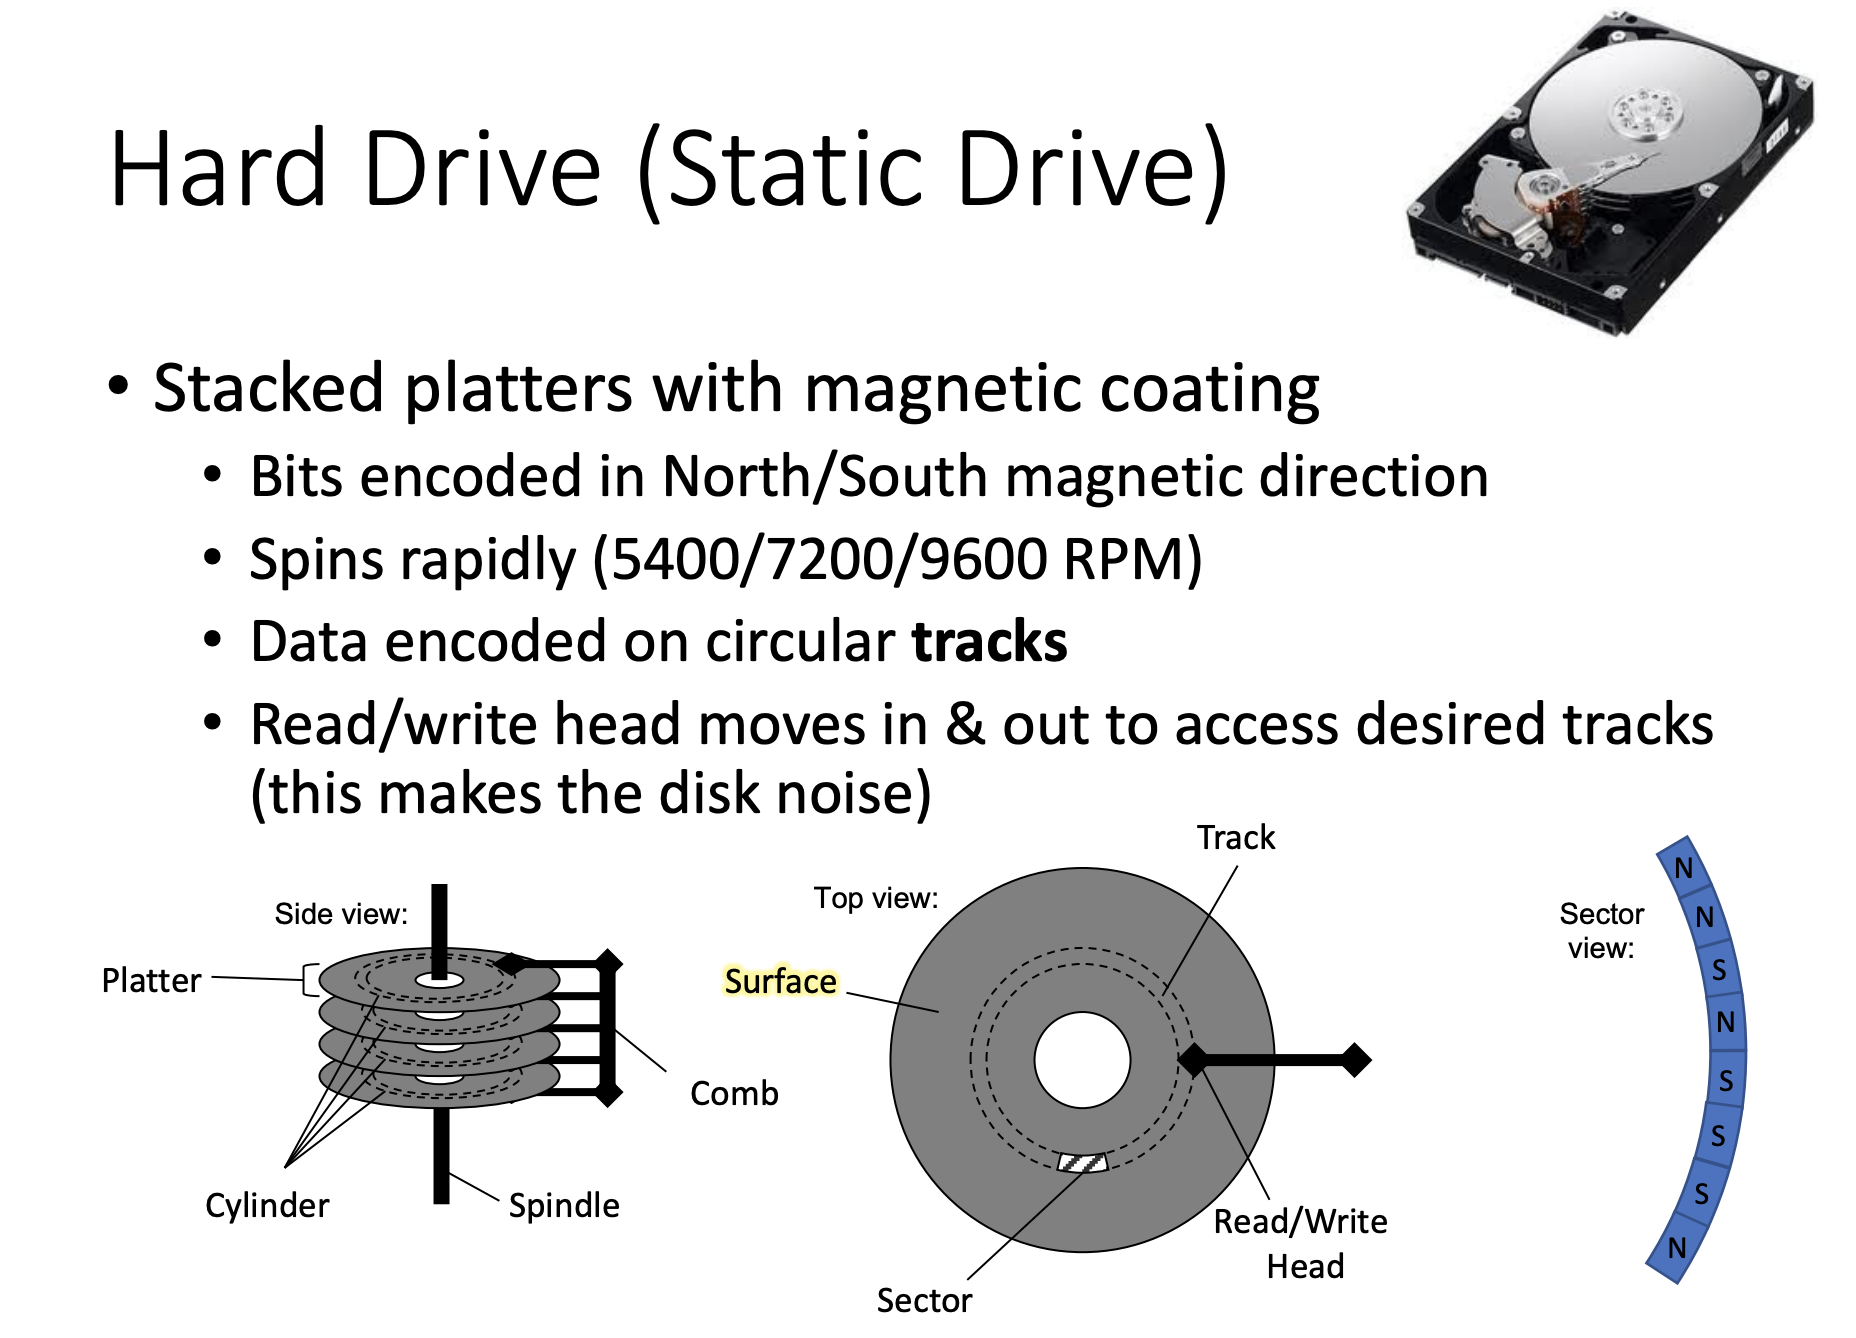 Hard Drive (Static Drive)
• Stacked platters with magnetic coating
• Bits encoded in North/South magnetic direction
• Spins rapidly (5400/7200/9600 RPM)
• Data encoded on circular tracks
• Read/write head moves in & out to access desired tracks
(this makes the disk noise)
Side view:
Platter
Comb
Cylinder
Spindle
Top view:
Track
Surface
Read/Write
Head
Sector
Sector
view:
N
N
S
N
S
S
S
N